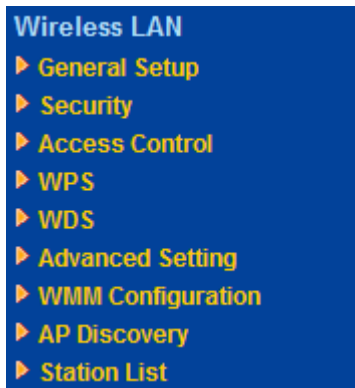 Wireless LAN
General Setup
Security
Access Control
WPS
WDS
Advanced Setting
WMM Configuration
AP Discovery
Station List